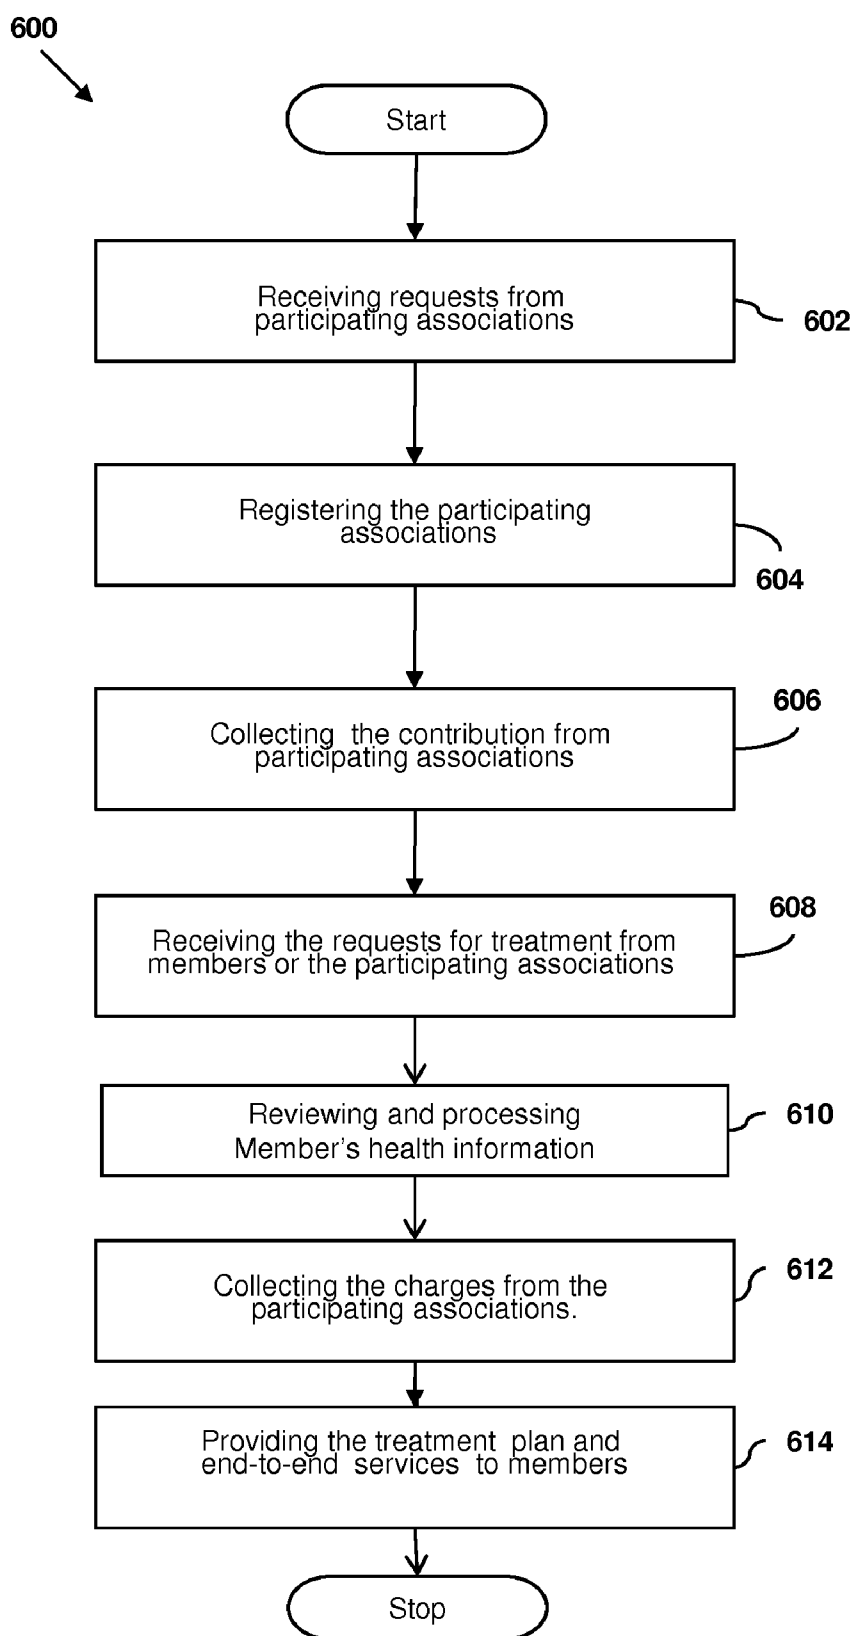 600
Start
Receiving requests from
participating associations
602
Registering the participating
associations
604
606
Collecting the contribution from
participating associations
608
Receiving the requests for treatment from
members or the participating associations
Reviewing and processing
610
Member's health information
612
Collecting the charges from the
participating associations.
Providing the treatment plan and
614
end-to-end services to members
Stop